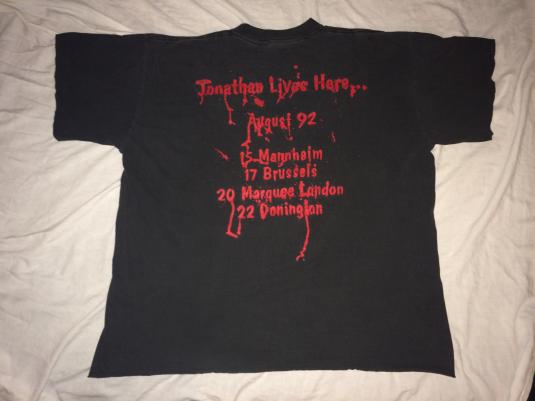 Jonathan Lives Here...
August 92
15 Mannheim
17 Brussels
20 Marquee London
22 Donington